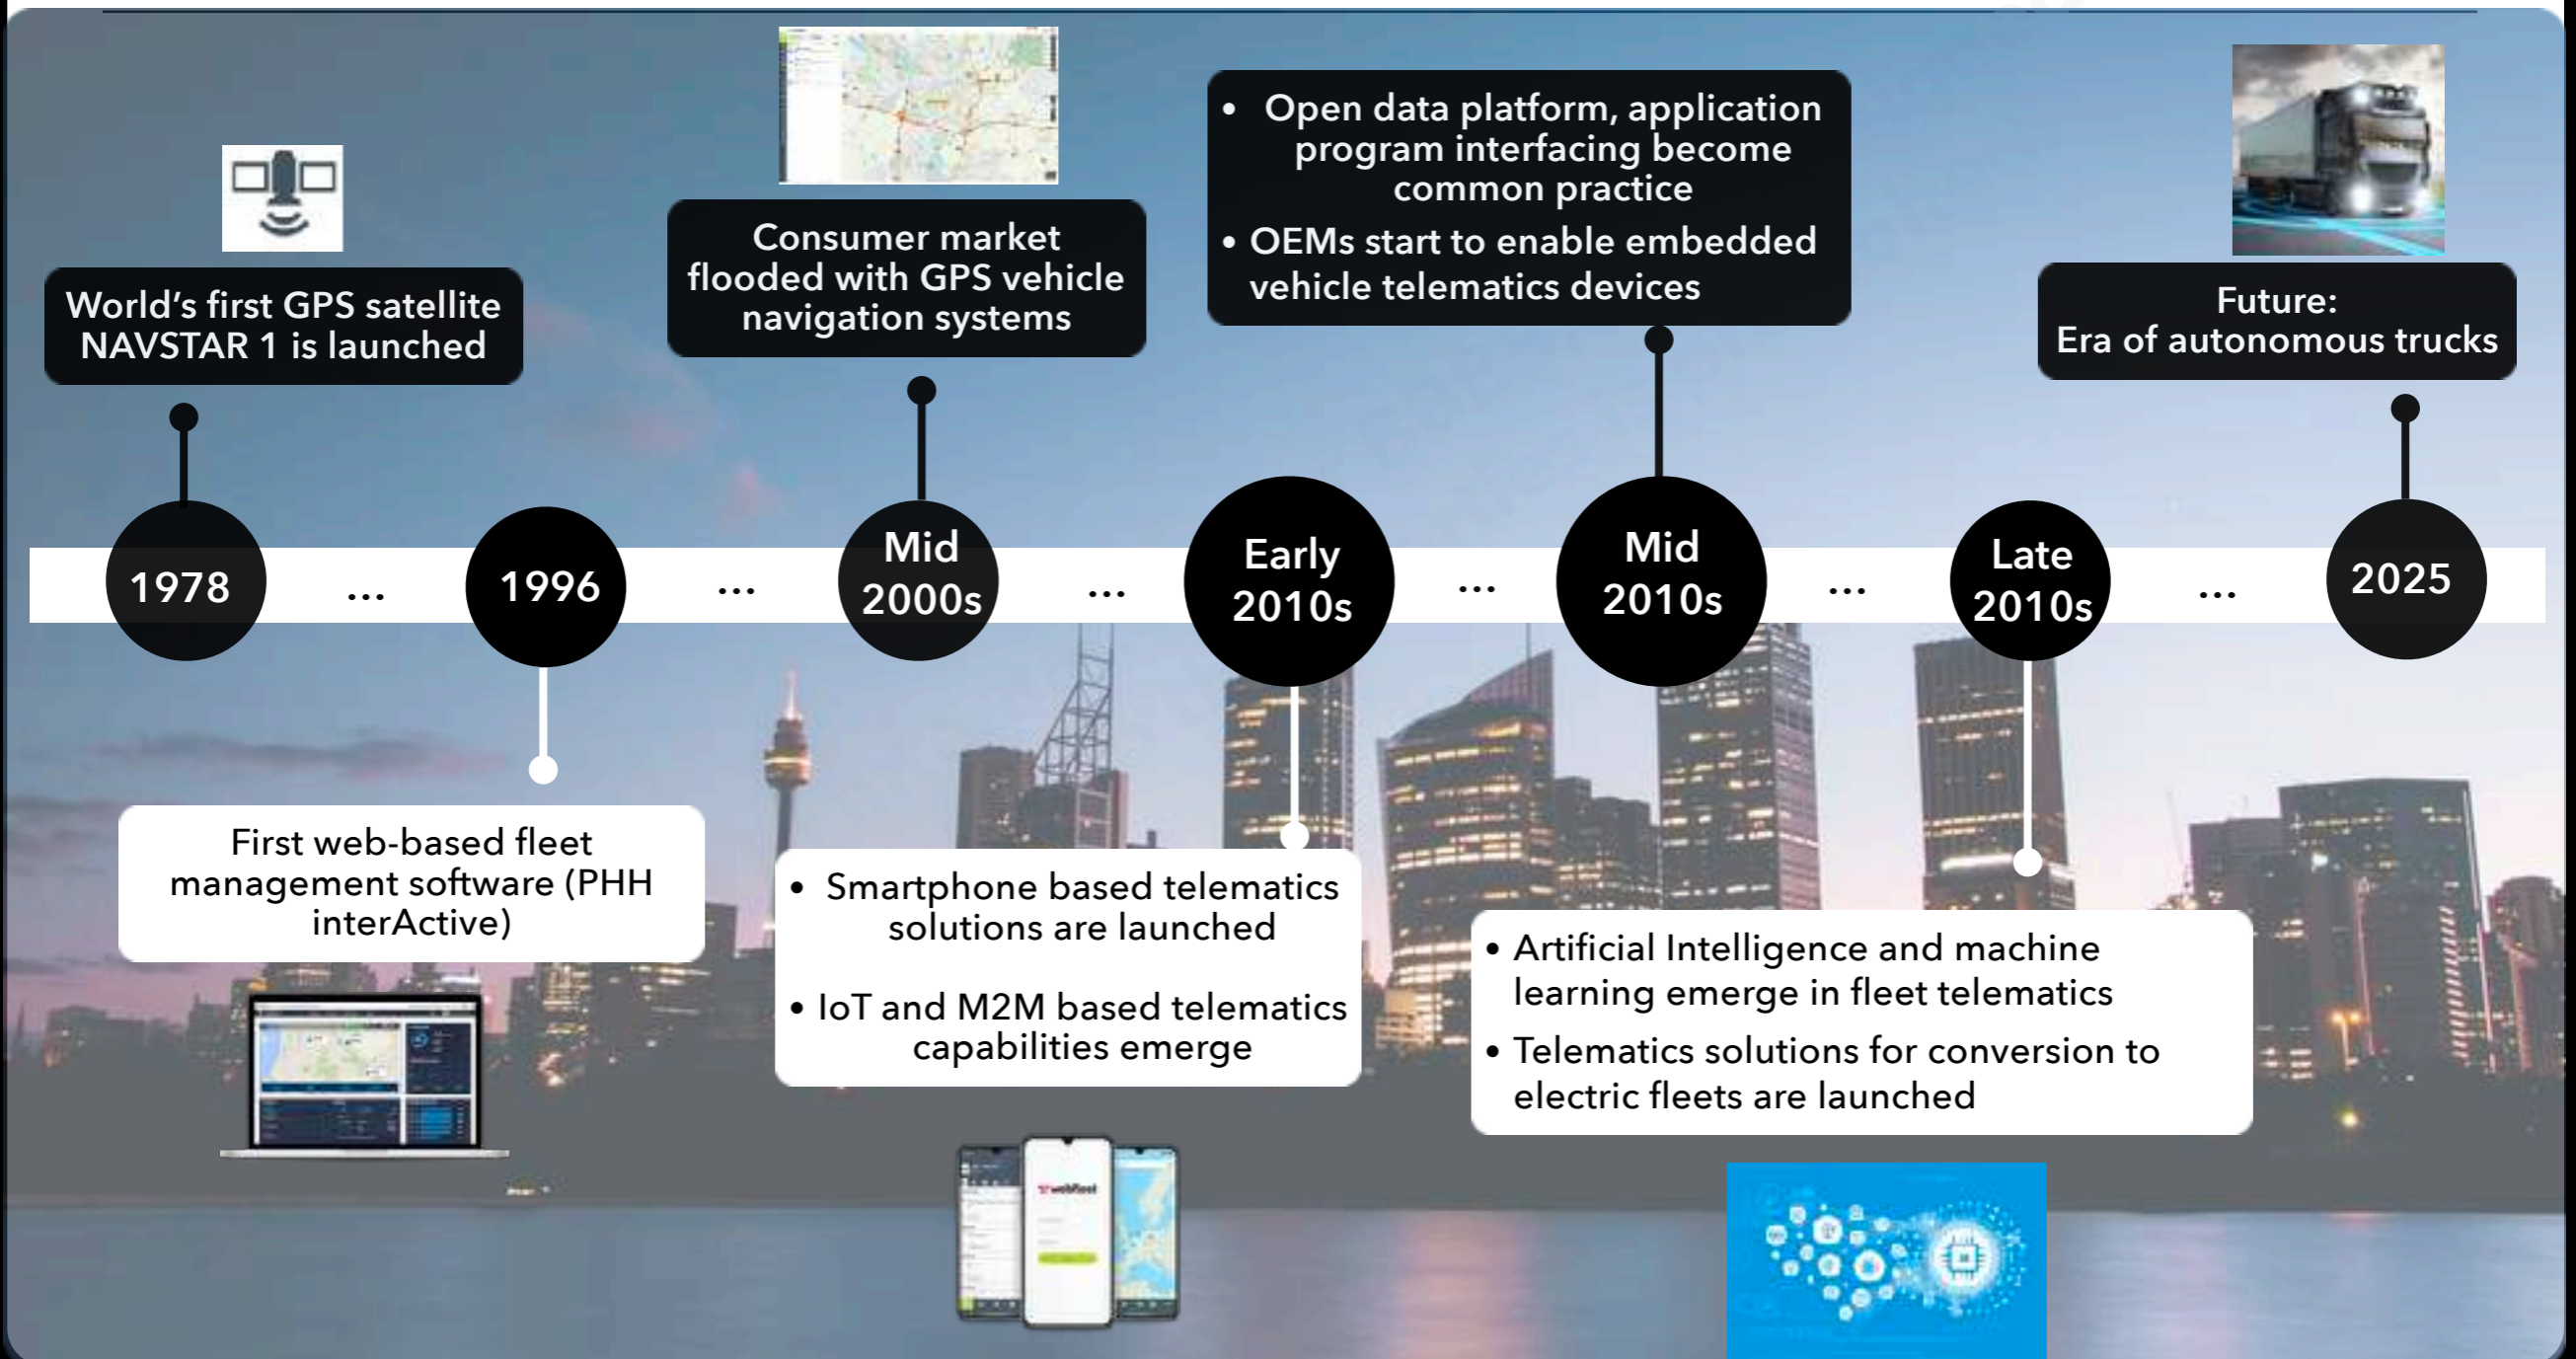 World's first GPS satellite
NAVSTAR 1 is launched
Consumer market
flooded with GPS vehicle
navigation systems
• Open data platform, application
program interfacing become
common practice
• OEMs start to enable embedded
vehicle telematics devices
Future:
Era of autonomous trucks
1978
...
1996
...
Mid
2000s
...
Early
2010s
...
Mid
2010s
...
Late
2010s
...
2025
First web-based fleet
management software (PHH
interActive)
• Smartphone based telematics
solutions are launched
• IoT and M2M based telematics
capabilities emerge
• Artificial Intelligence and machine
learning emerge in fleet telematics
• Telematics solutions for conversion to
electric fleets are launched
webfleet